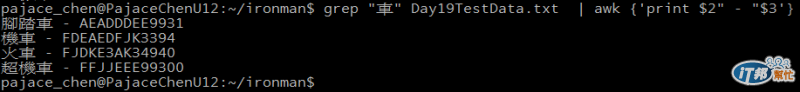 pajace_chen@PajaceChenU12:~/ironman$ grep "車" Day19TestData.txt  | awk {'print $2" - "$3'}
腳踏車 - AEADDDEE9931
機車 - FDEAEDFJK3394
火車 - FJDKE3AK34940
超機車 - FFJJEEE99300
pajace_chen@PajaceChenU12:~/ironman$
iT邦幫忙